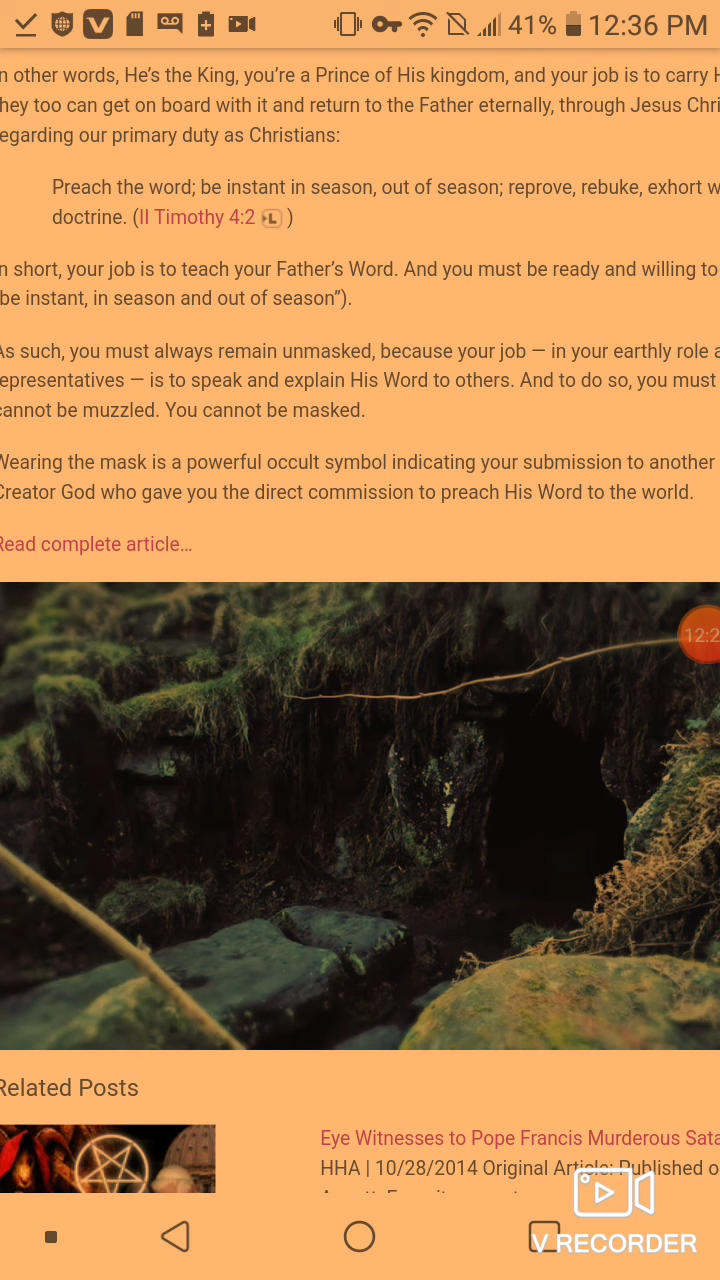 41% 12:36 PM
n other words, He's the King, you're a Prince of His kingdom, and your job is to carry H
hey too can get on board with it and return to the Father eternally, through Jesus Chri
egarding our primary duty as Christians:
Preach the word; be instant in season, out of season; reprove, rebuke, exhort w
doctrine. (II Timothy 4:2 L )
n short, your job is to teach your Father's Word. And you must be ready and willing to
be instant, in season and out of season").
As such, you must always remain unmasked, because your job — in your earthly role a
epresentatives — is to speak and explain His Word to others. And to do so, you must
cannot be muzzled. You cannot be masked.
Wearing the mask is a powerful occult symbol indicating your submission to another
Creator God who gave you the direct commission to preach His Word to the world.
Read complete article…
12:2
Related Posts
Eye Witnesses to Pope Francis Murderous Sata
HHA | 10/28/2014 Original Article: Published o
V RECORDER